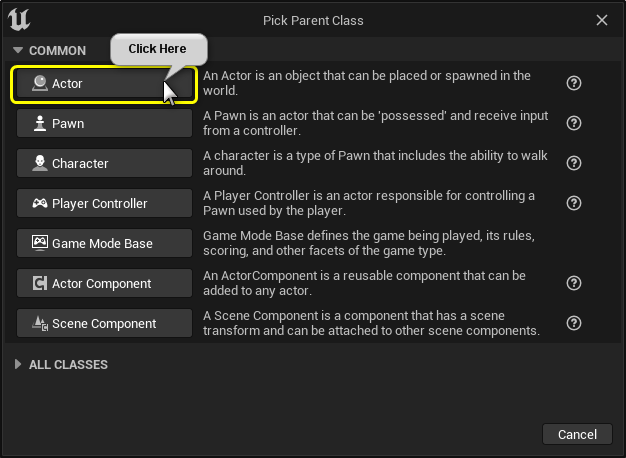 Pick Parent Class
COMMON
Click Here
Actor
An Actor is an object that can be placed or spawned in the
world.
Pawn
A Pawn is an actor that can be 'possessed' and receive input
from a controller.
Character
A character is a type of Pawn that includes the ability to walk
around.
Player Controller
A Player Controller is an actor responsible for controlling a
Pawn used by the player.
Game Mode Base
Game Mode Base defines the game being played, its rules,
scoring, and other facets of the game type.
Actor Component
An ActorComponent is a reusable component that can be
added to any actor.
Scene Component
A Scene Component is a component that has a scene
transform and can be attached to other scene components.
ALL CLASSES
Cancel